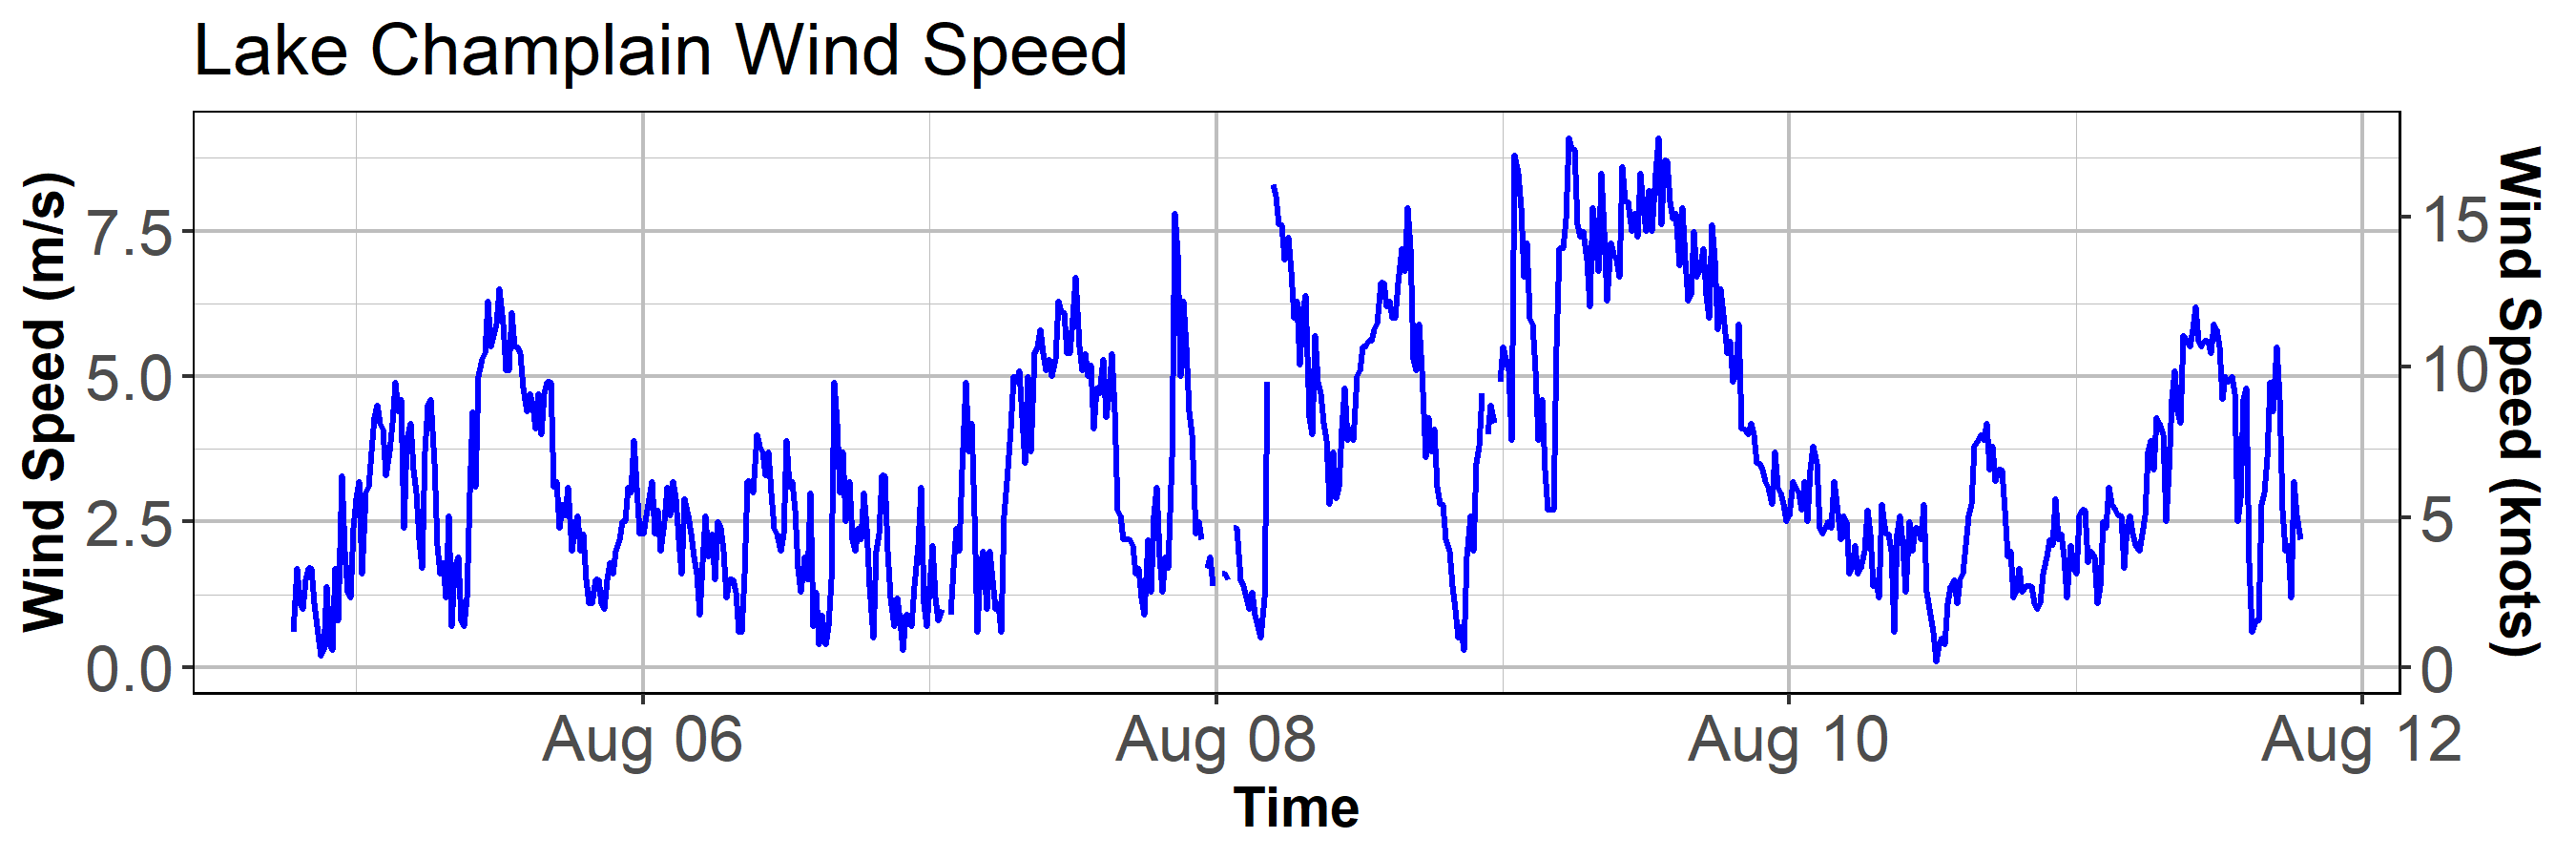 Lake Champlain Wind Speed
Wind Speed (m/s)
7.5
5.0
2.5
0.0
15
10
5
0
Wind Speed (knots)
Aug 06 Aug 08 Aug 10 Aug 12
Time